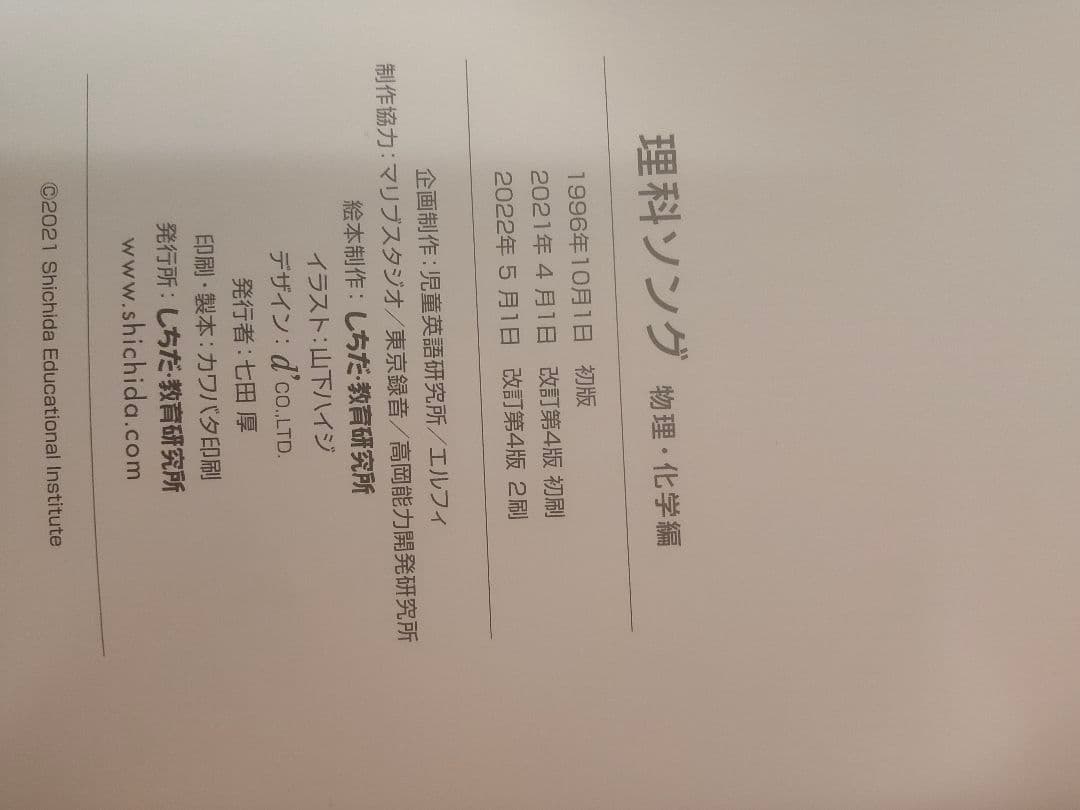 理科ソング 物理・化学編
1996年10月1日 初版
2021年 4 月1日 改訂第4版 初刷
2022年 5 月1日 改訂第4版 2刷
企画制作：児童英語研究所／エルフィ
制作協力：マリブスタジオ／東京録音／高岡能力開発研究所
絵本制作：しちだ・教育研究所
イラスト：山下ハイジ
デザイン：d' CO.,LTD.
発行者：七田 厚
印刷・製本：カワバタ印刷
発行所：しちだ・教育研究所
www.shichida.com
©2021 Shichida Educational Institute